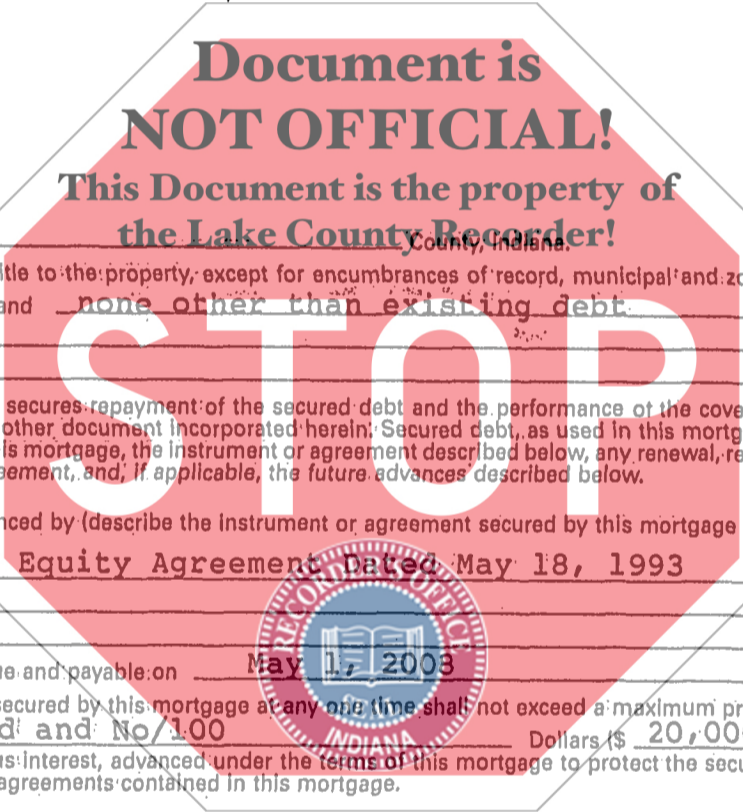 Document is
NOT OFFICIAL!
This Document is the property of
the Lake County Recorder!
County, Indiana.
itle to the property, except for encumbrances of record, municipal and zo
and none other than existing debt
STOP
secures repayment of the secured debt and the performance of the cove
other document incorporated herein. Secured debt, as used in this mortg
is mortgage, the instrument or agreement described below, any renewal, re
eement, and, if applicable, the future advances described below.
nced by (describe the instrument or agreement secured by this mortgage
Equity Agreement Dated May 18, 1993
RECORDER'S OFFICE
e and payable on May 1, 2008
SEAL
secured by this mortgage at any one time shall not exceed a maximum pr
d and No/100 Dollars ($ 20,00
INDIANA
us interest, advanced under the terms of this mortgage to protect the secu
agreements contained in this mortgage.